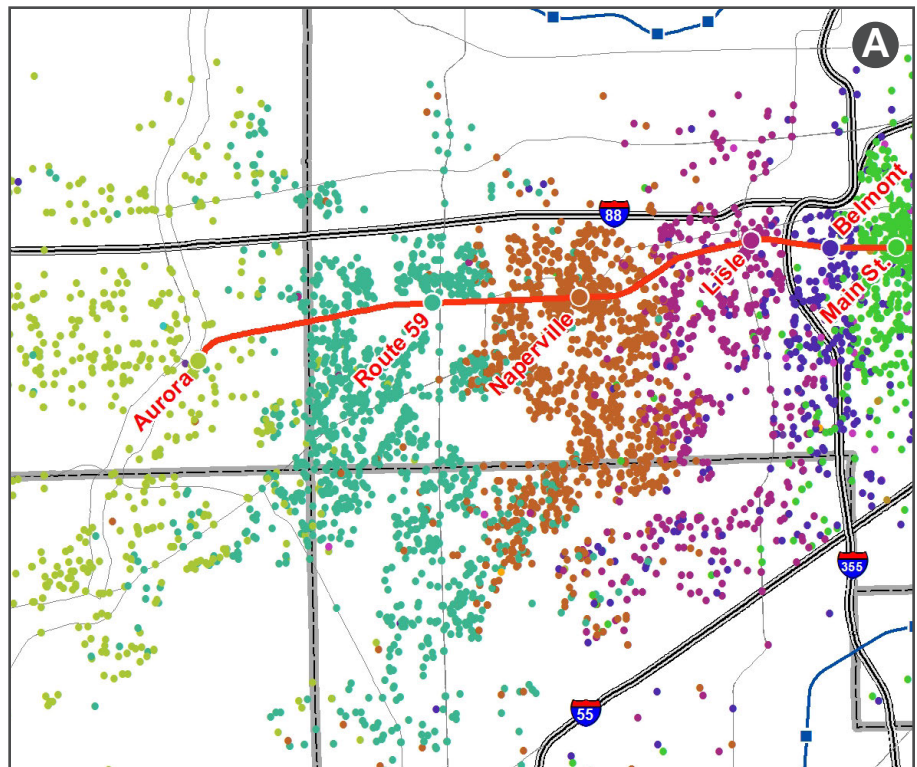 A
88
Belmont
Lisle
Main St.
Route 59
Naperville
Aurora
355
55